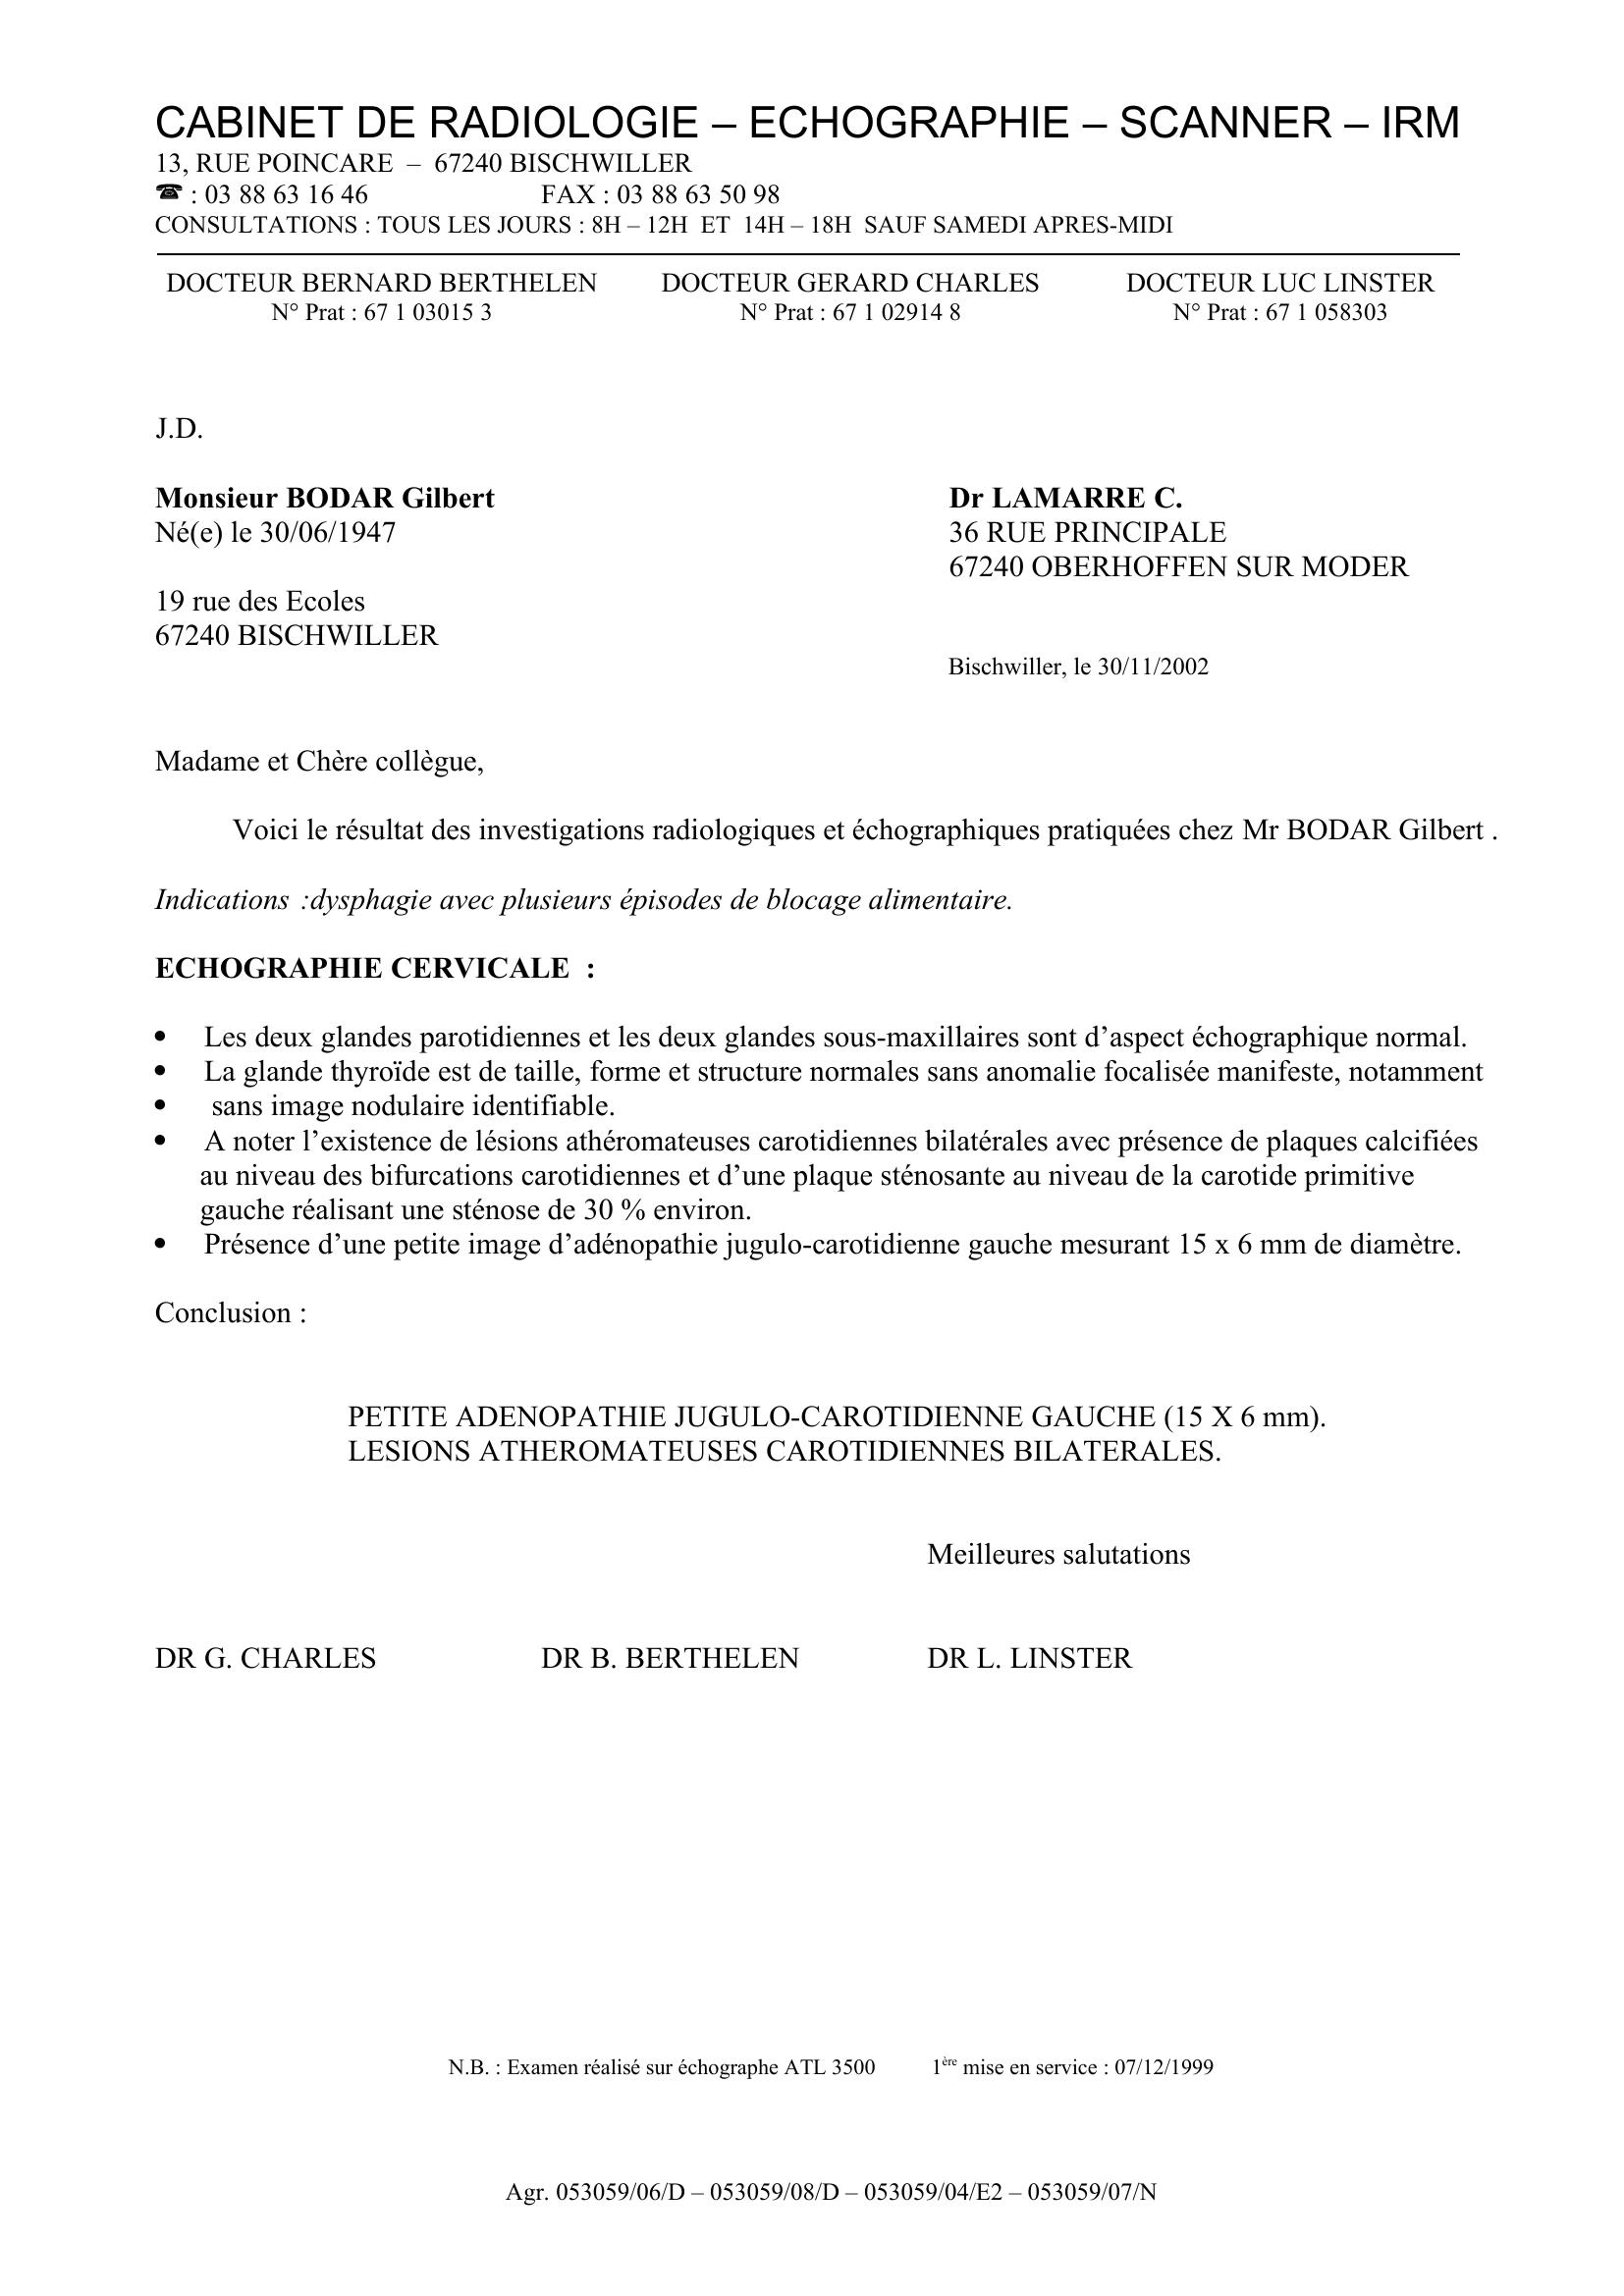 CABINET DE RADIOLOGIE – ECHOGRAPHIE – SCANNER – IRM
13, RUE POINCARE – 67240 BISCHWILLER
☎ : 03 88 63 16 46 FAX : 03 88 63 50 98
CONSULTATIONS : TOUS LES JOURS : 8H – 12H ET 14H – 18H SAUF SAMEDI APRES-MIDI
DOCTEUR BERNARD BERTHELEN DOCTEUR GERARD CHARLES DOCTEUR LUC LINSTER
N° Prat : 67 1 03015 3 N° Prat : 67 1 02914 8 N° Prat : 67 1 058303
J.D.
Monsieur BODAR Gilbert
Né(e) le 30/06/1947
19 rue des Ecoles
67240 BISCHWILLER
Dr LAMARRE C.
36 RUE PRINCIPALE
67240 OBERHOFFEN SUR MODER
Bischwiller, le 30/11/2002
Madame et Chère collègue,
Voici le résultat des investigations radiologiques et échographiques pratiquées chez Mr BODAR Gilbert .
Indications :dysphagie avec plusieurs épisodes de blocage alimentaire.
ECHOGRAPHIE CERVICALE :
• Les deux glandes parotidiennes et les deux glandes sous-maxillaires sont d’aspect échographique normal.
• La glande thyroïde est de taille, forme et structure normales sans anomalie focalisée manifeste, notamment
• sans image nodulaire identifiable.
• A noter l’existence de lésions athéromateuses carotidiennes bilatérales avec présence de plaques calcifiées
au niveau des bifurcations carotidiennes et d’une plaque sténosante au niveau de la carotide primitive
gauche réalisant une sténose de 30 % environ.
• Présence d’une petite image d’adénopathie jugulo-carotidienne gauche mesurant 15 x 6 mm de diamètre.
Conclusion :
PETITE ADENOPATHIE JUGULO-CAROTIDIENNE GAUCHE (15 X 6 mm).
LESIONS ATHEROMATEUSES CAROTIDIENNES BILATERALES.
Meilleures salutations
DR G. CHARLES DR B. BERTHELEN DR L. LINSTER
N.B. : Examen réalisé sur échographe ATL 3500 1ère mise en service : 07/12/1999
Agr. 053059/06/D – 053059/08/D – 053059/04/E2 – 053059/07/N